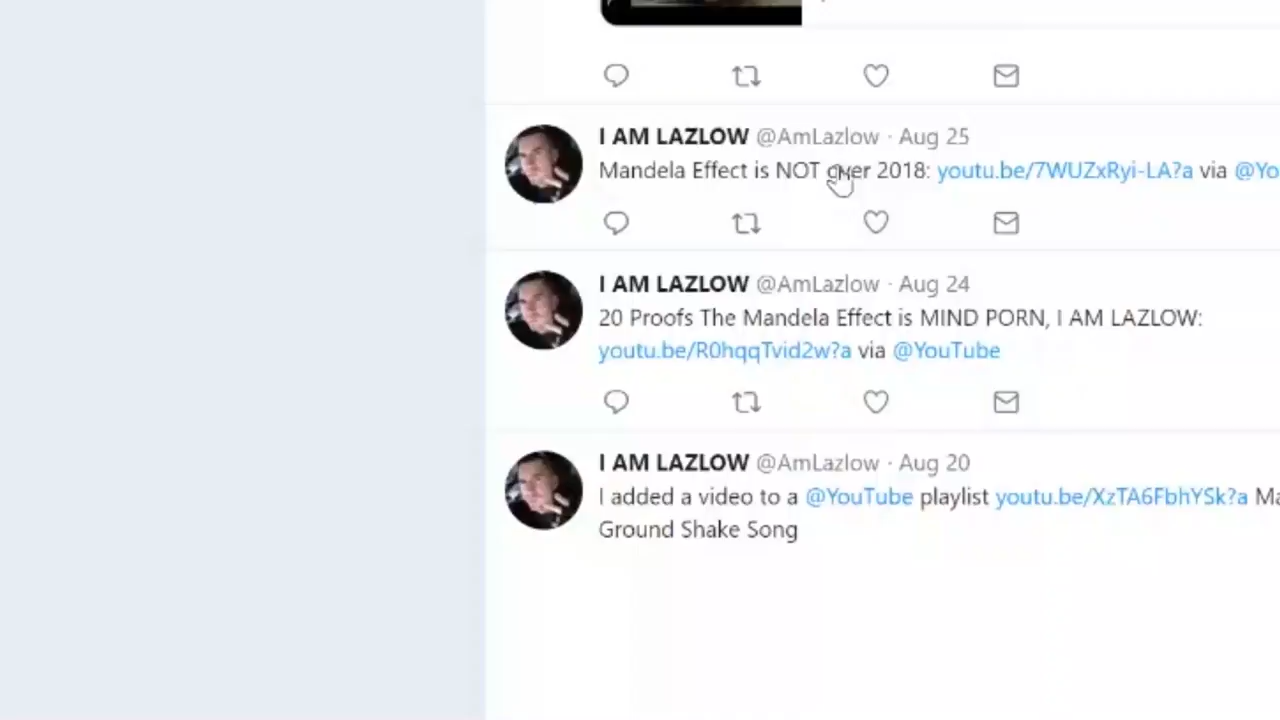 I AM LAZLOW @AmLazlow · Aug 25
Mandela Effect is NOT over 2018: youtu.be/7WUZxRyi-LA?a via @Yo
I AM LAZLOW @AmLazlow · Aug 24
20 Proofs The Mandela Effect is MIND PORN, I AM LAZLOW:
youtu.be/R0hqqTvid2w?a via @YouTube
I AM LAZLOW @AmLazlow · Aug 20
I added a video to a @YouTube playlist youtu.be/XzTA6FbhYSk?a Ma
Ground Shake Song